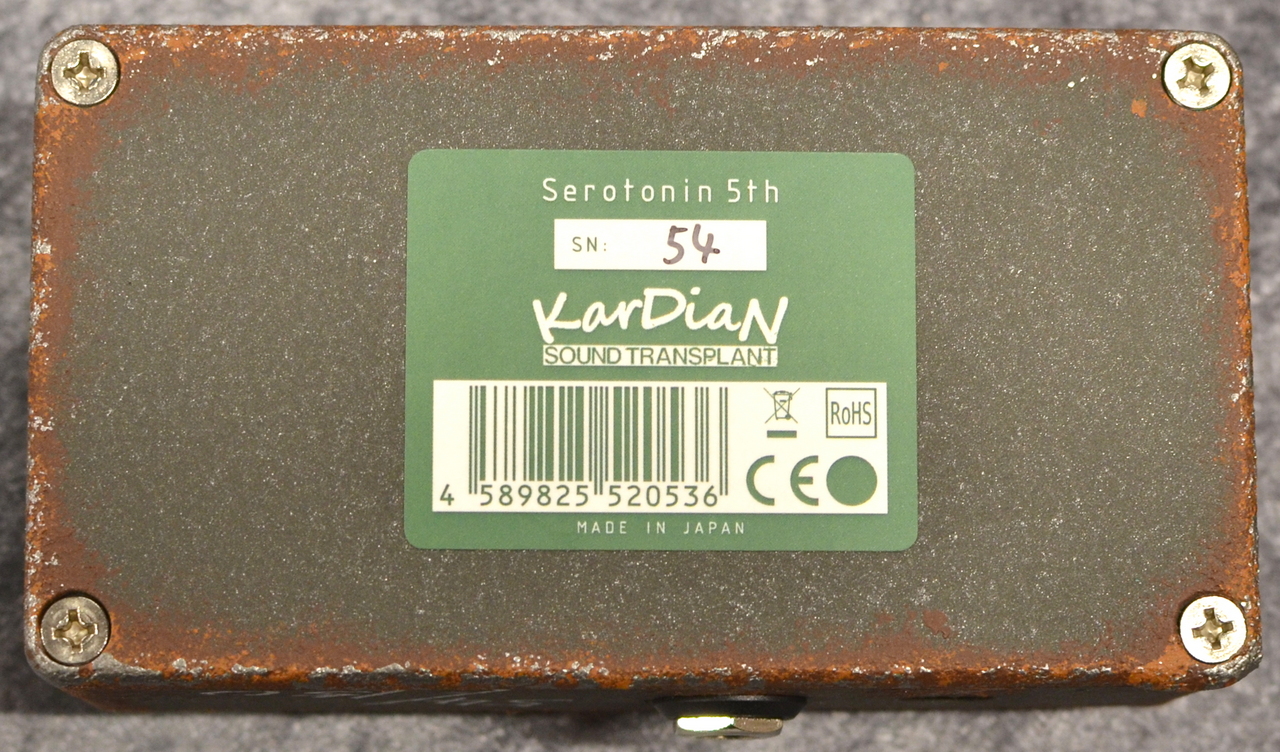 Serotonin 5th
SN: 54
KarDiaN
SOUND TRANSPLANT
RoHS
CE
4 589825 520536
MADE IN JAPAN